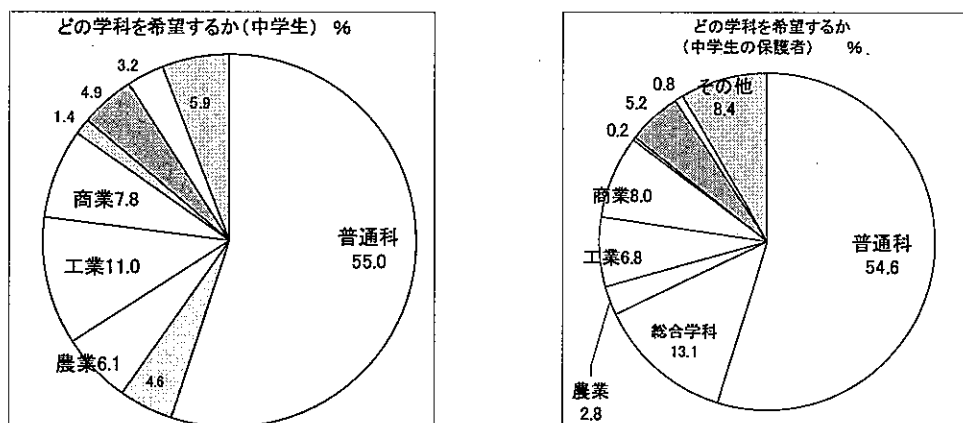 どの学科を希望するか(中学生) %
3.2
5.9
4.9
1.4
商業7.8
工業11.0
普通科
55.0
農業6.1
4.6
どの学科を希望するか
(中学生の保護者) %
0.8
その他
8.4
5.2
0.2
商業8.0
工業6.8
普通科
54.6
総合学科
13.1
農業
2.8